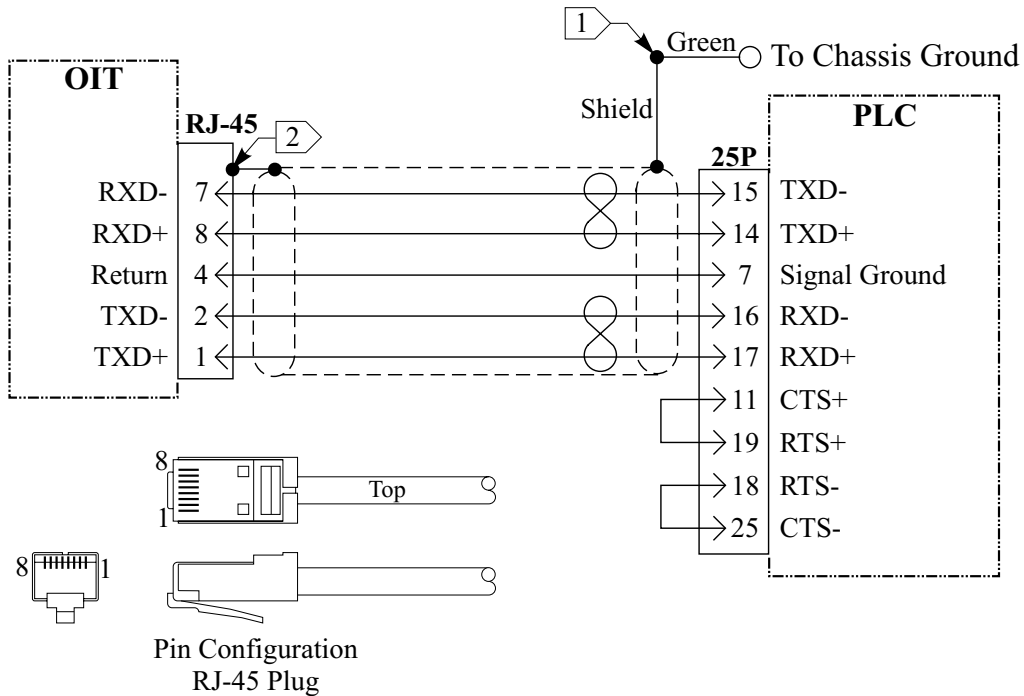 1
Green
To Chassis Ground
OIT
Shield
PLC
RJ-45
2
25P
RXD- 7
15 TXD-
RXD+ 8
14 TXD+
Return 4
7 Signal Ground
TXD- 2
16 RXD-
TXD+ 1
17 RXD+
11 CTS+
19 RTS+
18 RTS-
25 CTS-
8
Top
1
8 1
Pin Configuration
RJ-45 Plug